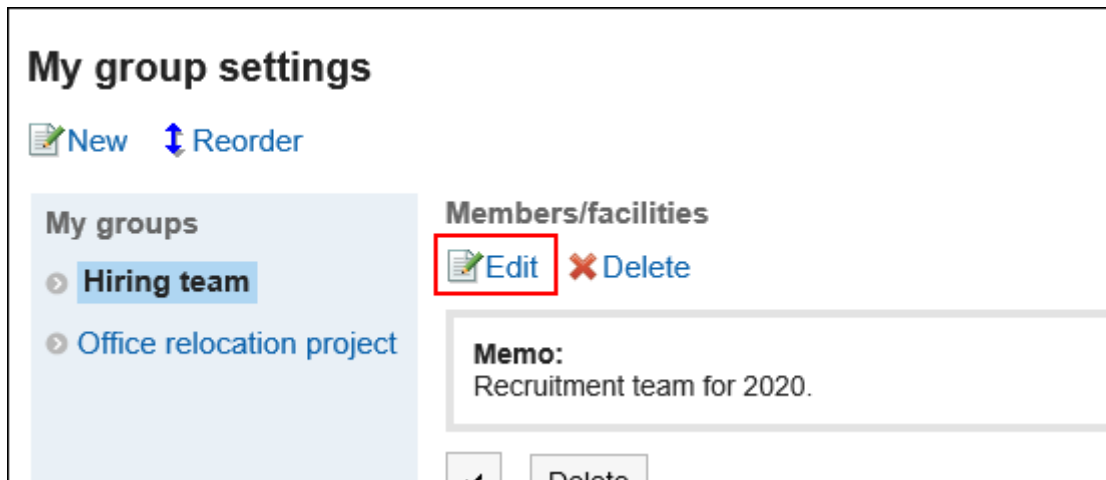 My group settings
New Reorder
My groups
Hiring team
Office relocation project
Members/facilities
Edit Delete
Memo:
Recruitment team for 2020.
Delete